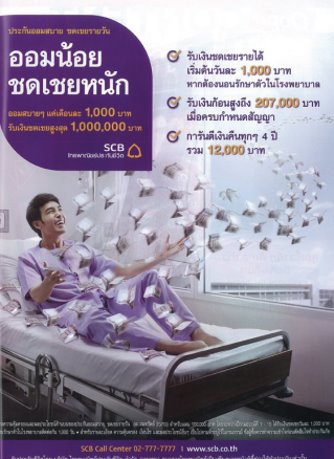 ประกันออมสบาย ชดเชยรายวัน
ออมน้อย
ชดเชยหนัก
ออมสบายๆ แค่เดือนละ 1,000 บาท
รับเงินชดเชยสูงสุด 1,000,000 บาท
SCB
ไทยพาณิชย์ประกันชีวิต
รับเงินชดเชยรายได้
เริ่มต้นวันละ 1,000 บาท
หากต้องนอนรักษาตัวในโรงพยาบาล
รับเงินก้อนสูงถึง 207,000 บาท
เมื่อครบกำหนดสัญญา
การันตีเงินคืนทุกๆ 4 ปี
รวม 12,000 บาท
SCB Call Center 02-777-7777 I www.scb.co.th